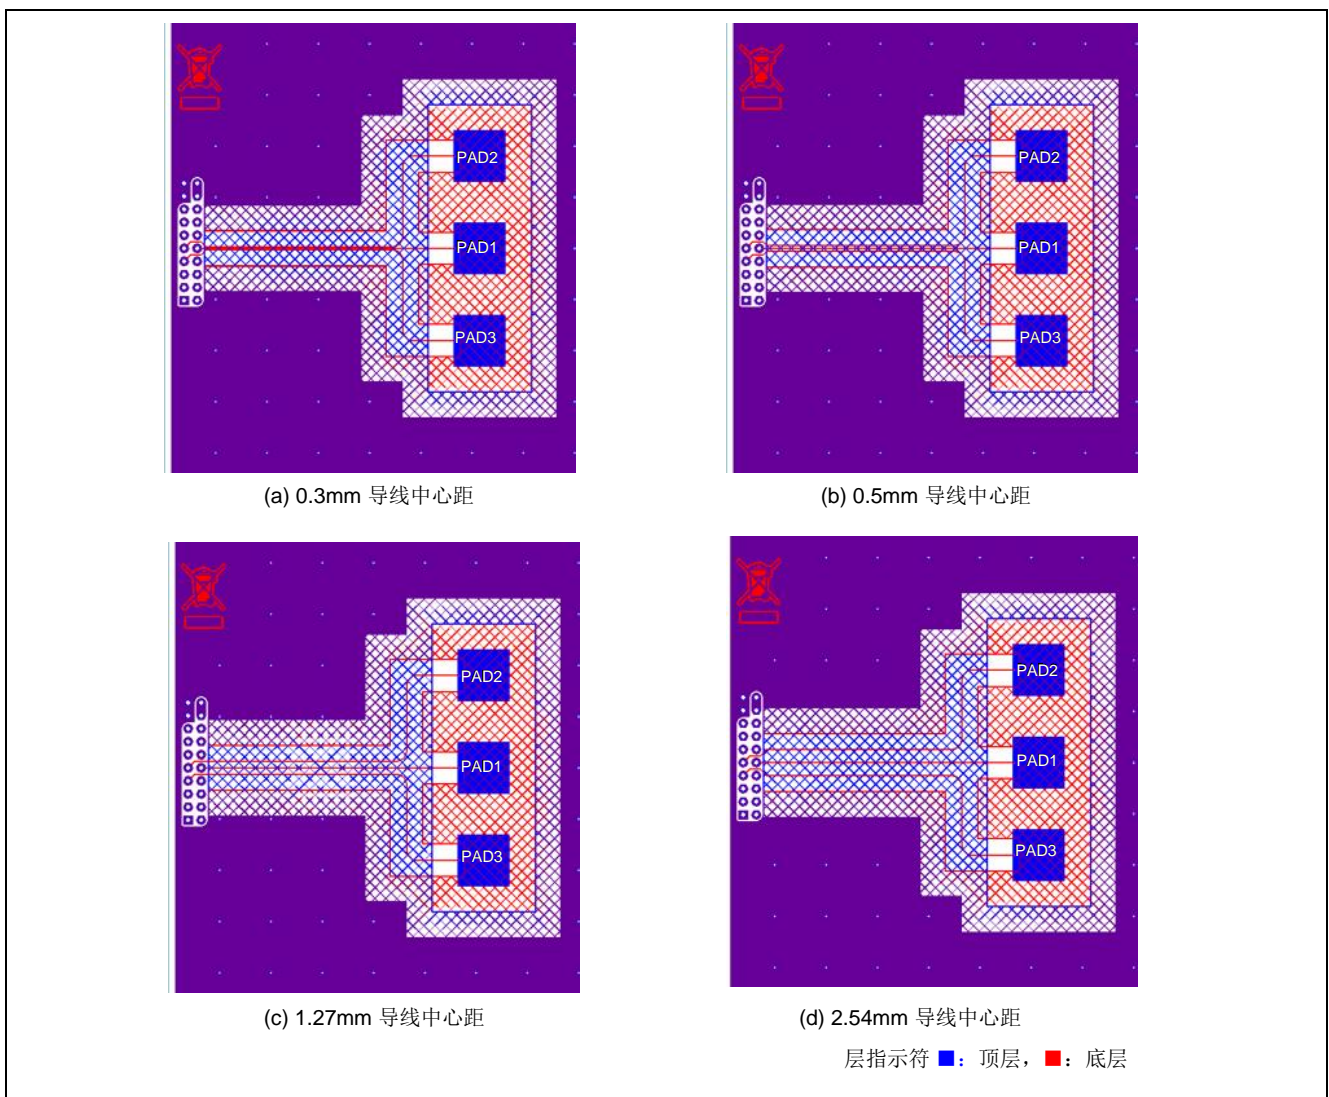 PAD2
PAD1
PAD3
PAD2
PAD1
PAD3
(a) 0.3mm 导线中心距
(b) 0.5mm 导线中心距
PAD2
PAD1
PAD3
PAD2
PAD1
PAD3
(c) 1.27mm 导线中心距
(d) 2.54mm 导线中心距
层指示符 ■：顶层，■：底层